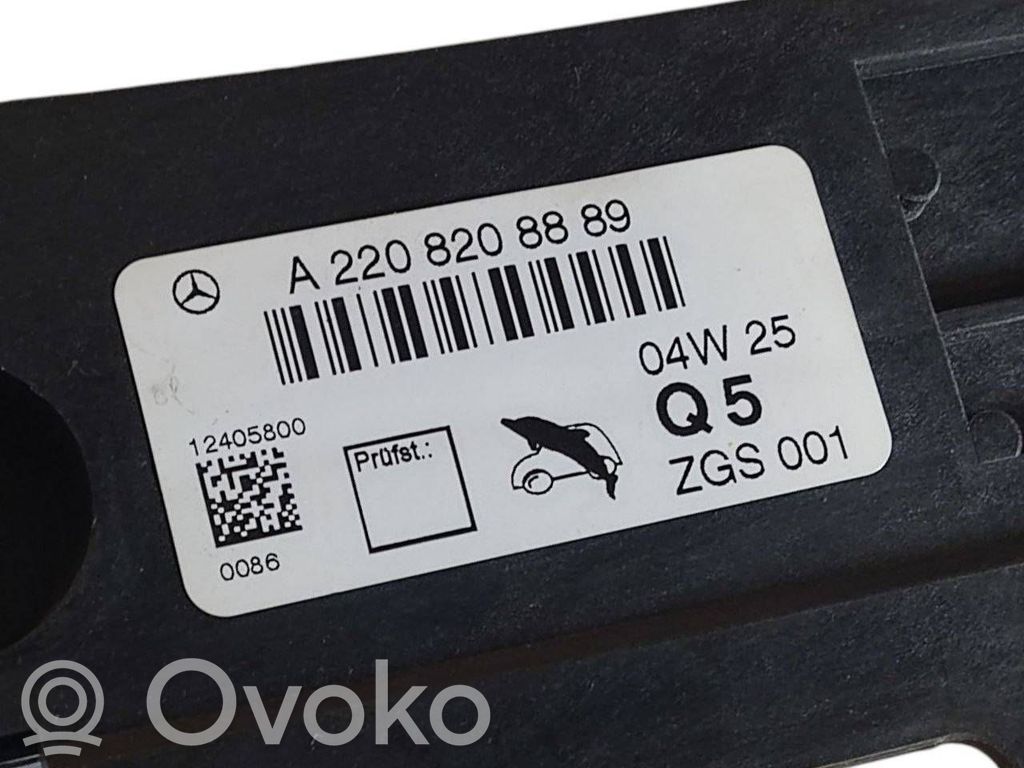 A 220 820 88 89
04W 25
Q 5
ZGS 001
12405800
Prüfst.:
0086
Ovoko